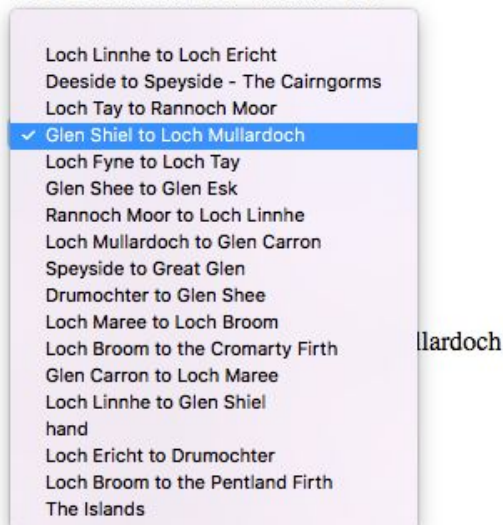 Loch Linnhe to Loch Ericht
Deeside to Speyside - The Cairngorms
Loch Tay to Rannoch Moor
✓ Glen Shiel to Loch Mullardoch
Loch Fyne to Loch Tay
Glen Shee to Glen Esk
Rannoch Moor to Loch Linnhe
Loch Mullardoch to Glen Carron
Speyside to Great Glen
Drumochter to Glen Shee
Loch Maree to Loch Broom
Loch Broom to the Cromarty Firth
llardoch
Glen Carron to Loch Maree
Loch Linnhe to Glen Shiel
hand
Loch Ericht to Drumochter
Loch Broom to the Pentland Firth
The Islands